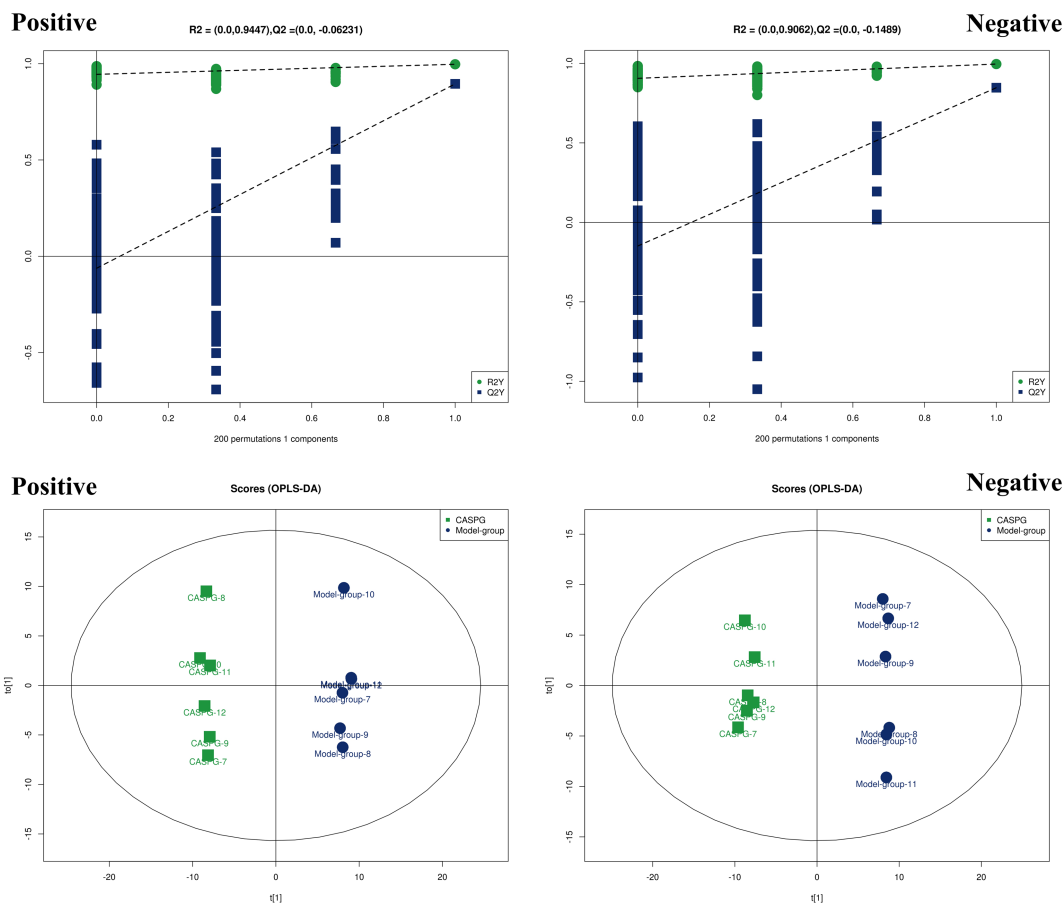 Positive
R2 = (0.0,0.9447),Q2 =(0.0, -0.06231)
1.0
0.5
0.0
-0.5
R2Y
Q2Y
0.0 0.2 0.4 0.6 0.8 1.0
200 permutations 1 components
Negative
R2 = (0.0,0.9062),Q2 =(0.0, -0.1489)
1.0
0.5
0.0
-0.5
-1.0
R2Y
Q2Y
0.0 0.2 0.4 0.6 0.8 1.0
200 permutations 1 components
Positive
Scores (OPLS-DA)
CASPG
Model-group
to[1]
15
10
5
0
-5
-10
-15
CASPG-8
Model-group-10
CASPG-11
Model-group-7
CASPG-12
Model-group-9
CASPG-9
Model-group-8
CASPG-7
-20 -10 0 10 20
t[1]
Negative
Scores (OPLS-DA)
CASPG
Model-group
to[1]
15
10
5
0
-5
-10
-15
Model-group-7
CASPG-10
Model-group-12
CASPG-11
Model-group-9
CASPG-8
CASPG-12
CASPG-9
CASPG-7
Model-group-8
Model-group-10
Model-group-11
-20 -10 0 10 20
t[1]